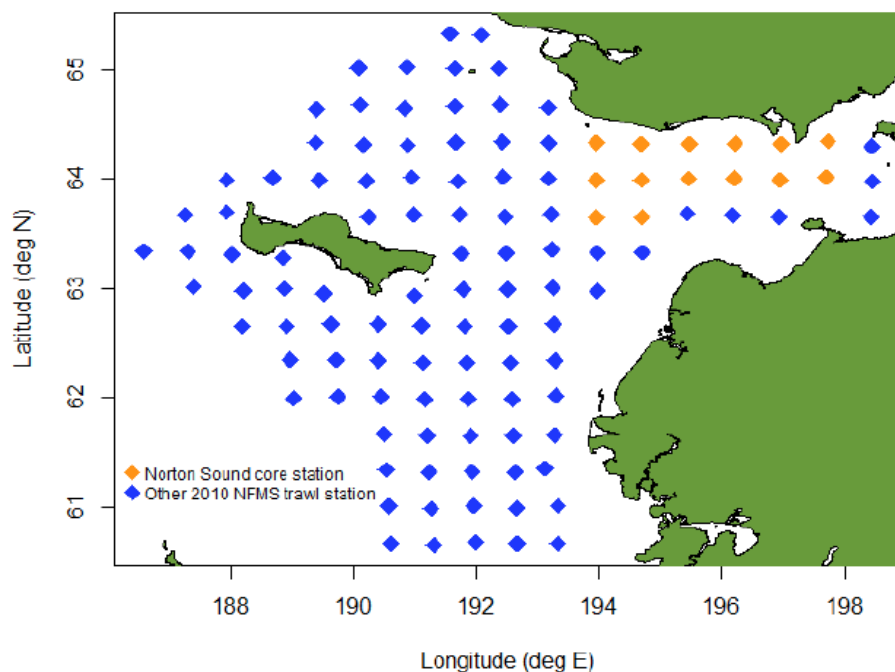 65
64
63
62
61
Latitude (deg N)
Norton Sound core station
Other 2010 NFMS trawl station
188 190 192 194 196 198
Longitude (deg E)